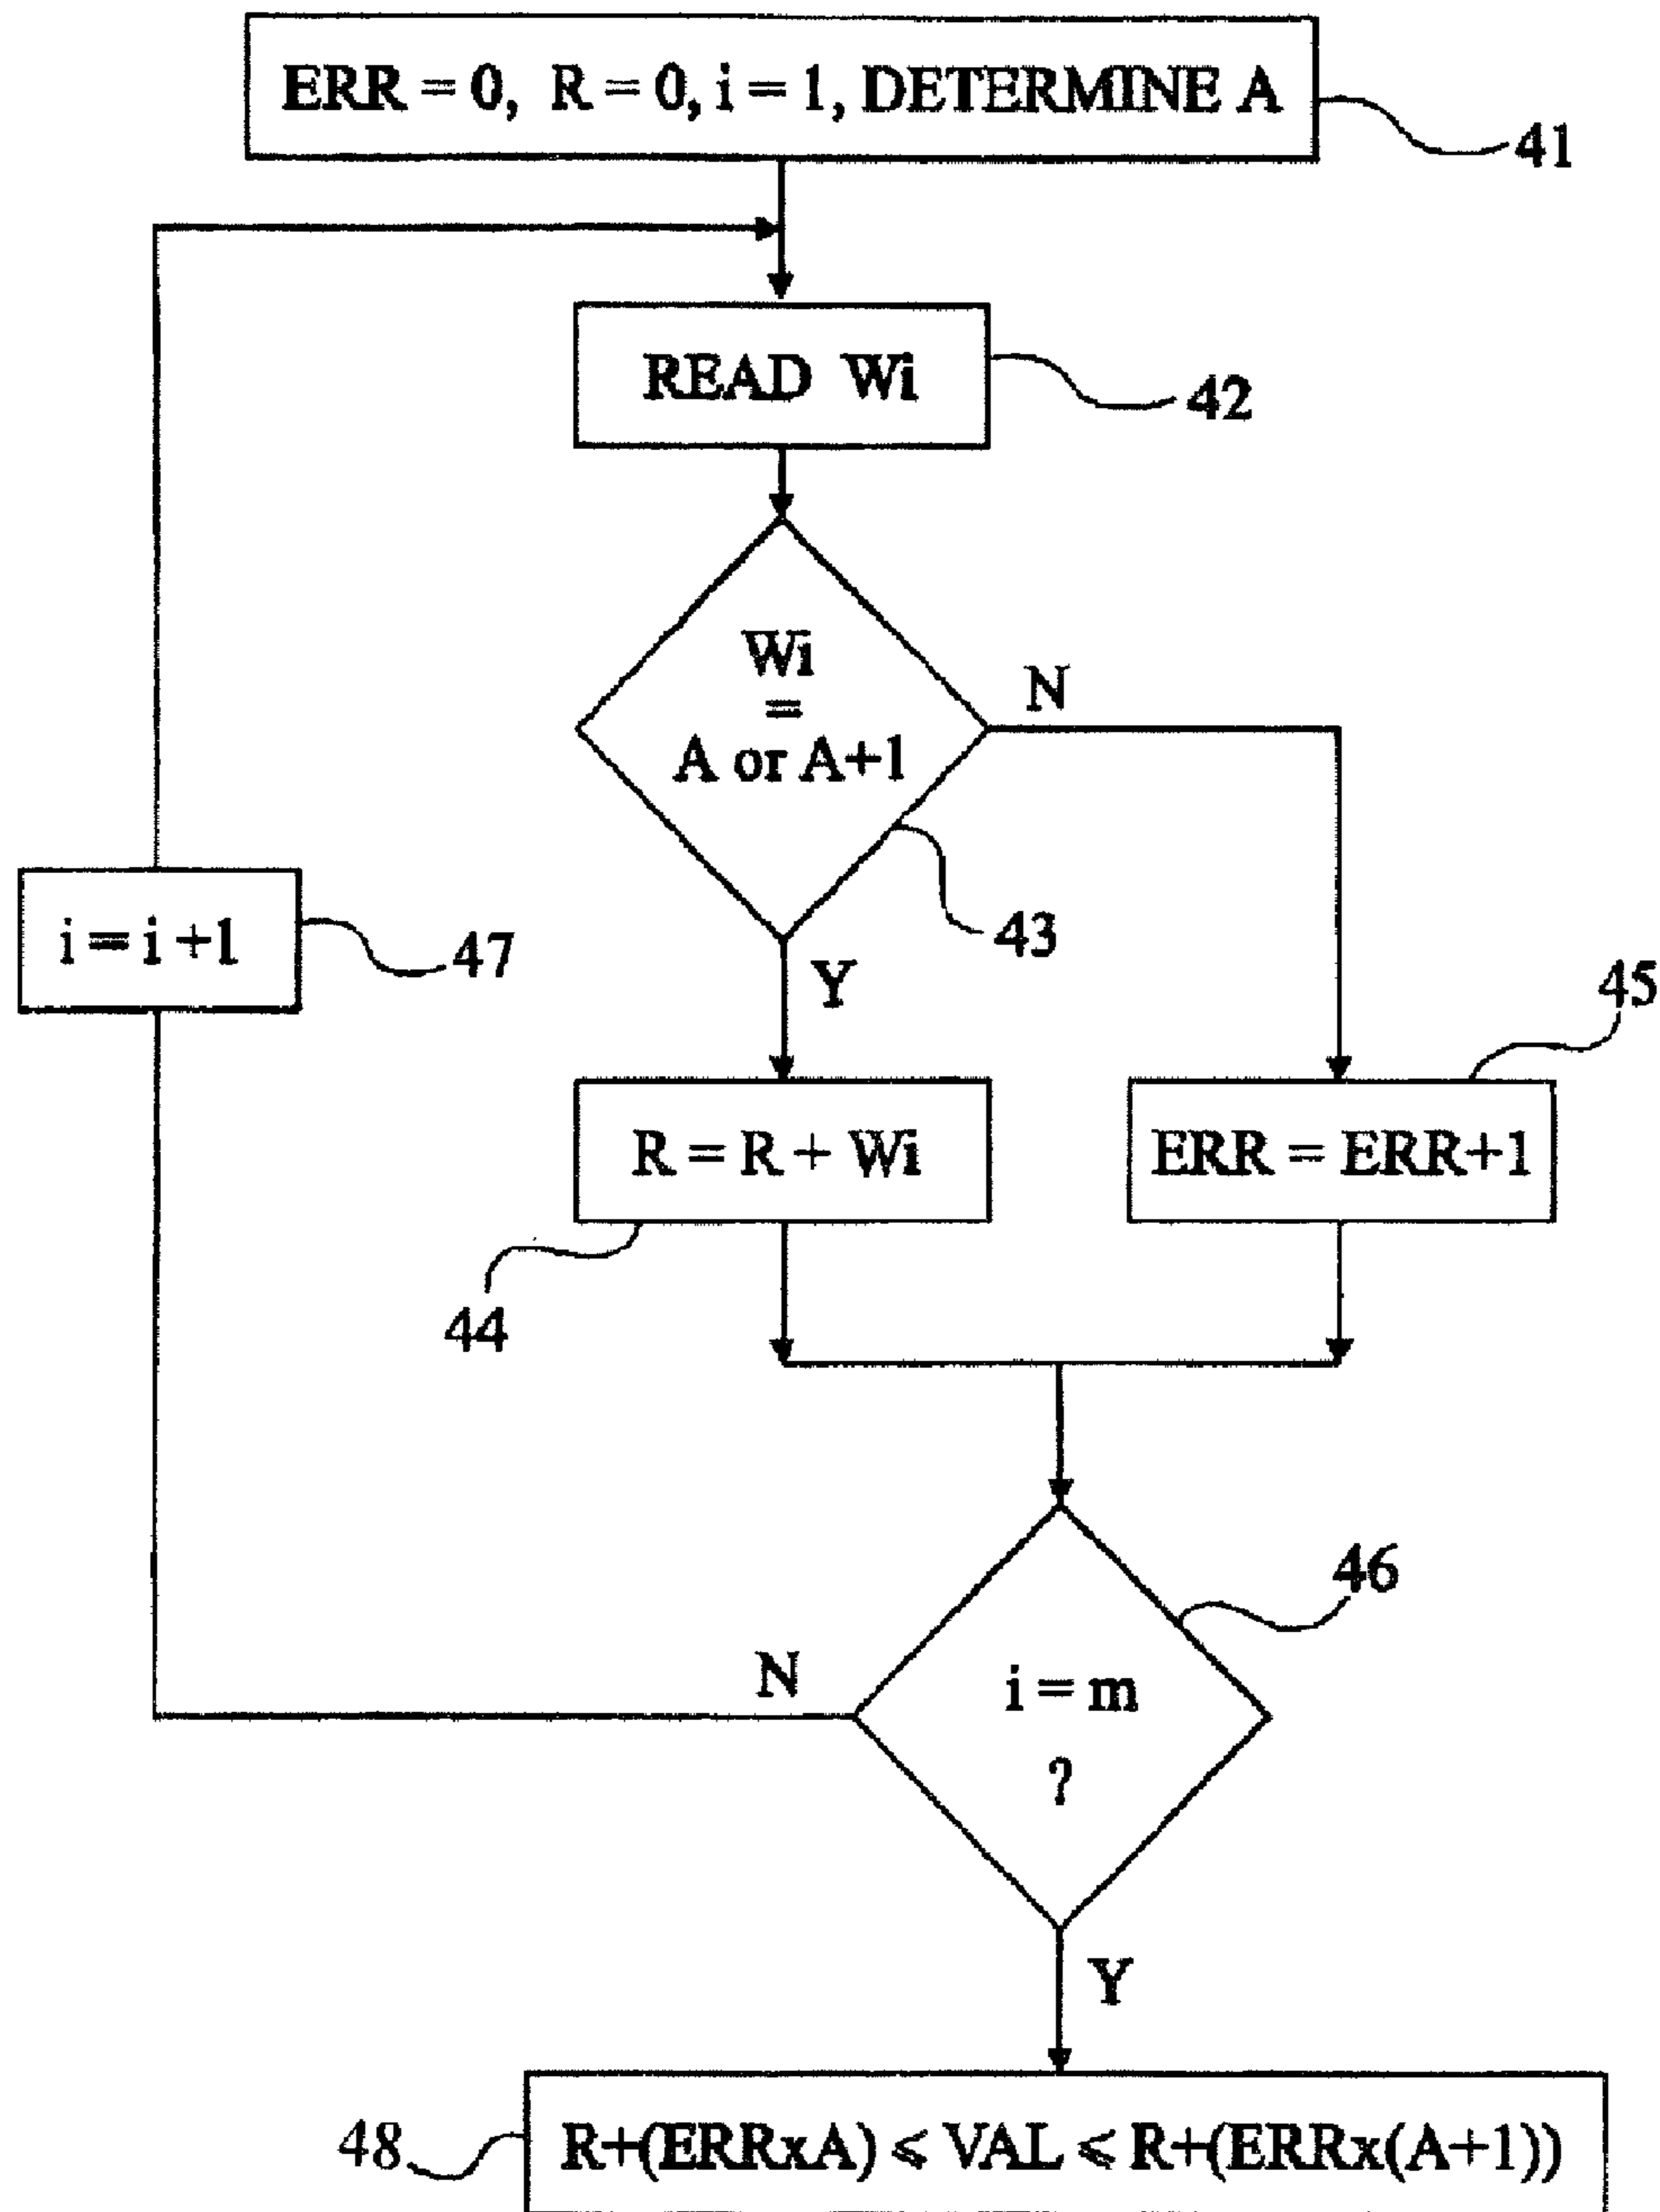 ERR = 0, R = 0, i = 1, DETERMINE A
41
READ Wi
42
Wi
=
A or A+1
N
43
Y
i = i +1
47
45
R = R + Wi
ERR = ERR+1
44
46
i = m
?
N
Y
48
R+(ERRxA) ⩽ VAL ⩽ R+(ERRx(A+1))